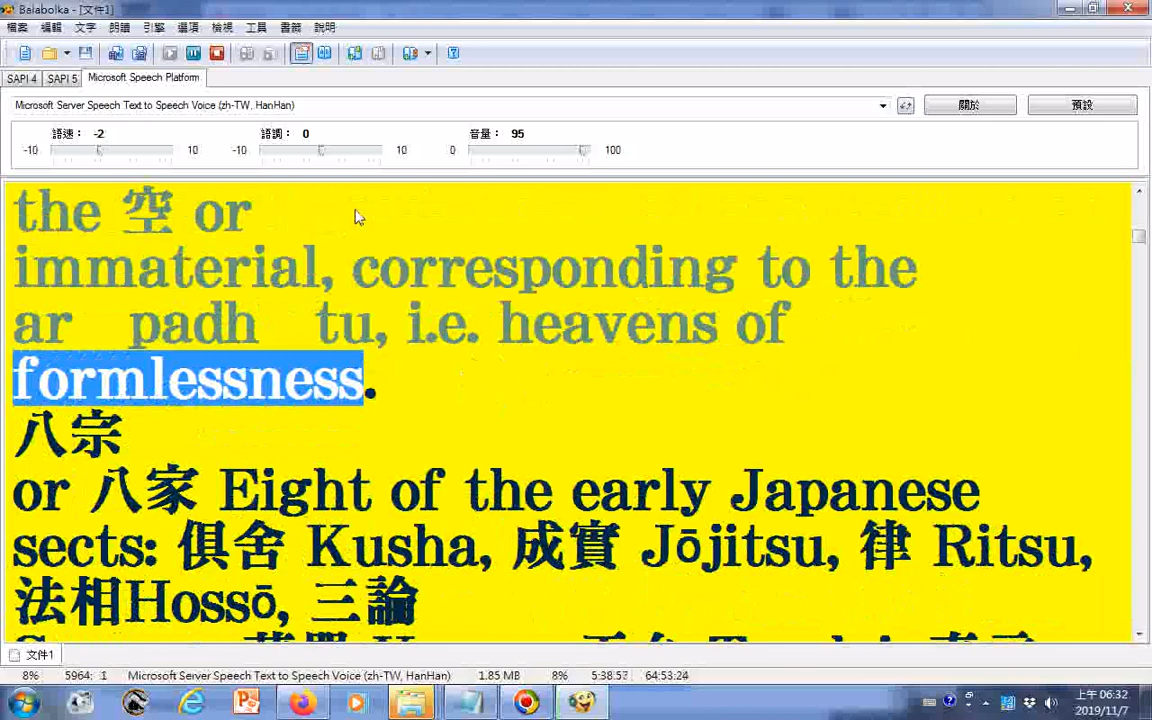 Balabolka - [文件1]
檔案 編輯 文字 朗讀 引擎 選項 檢視 工具 書籤 說明
SAPI 4 SAPI 5 Microsoft Speech Platform
Microsoft Server Speech Text to Speech Voice (zh-TW, HanHan) 關於 預設
語速： -2 語調： 0 音量： 95
-10 10 -10 10 0 100
the 空 or
immaterial, corresponding to the
ar padh tu, i.e. heavens of
formlessness.
八宗
or 八家 Eight of the early Japanese
sects: 俱舍 Kusha, 成實 Jōjitsu, 律 Ritsu,
法相Hossō, 三論
文件1
8% 5964: 1 Microsoft Server Speech Text to Speech Voice (zh-TW, HanHan) 1.85 MB 8% 5:38:53 64:53:24
上午 06:32
2019/11/7